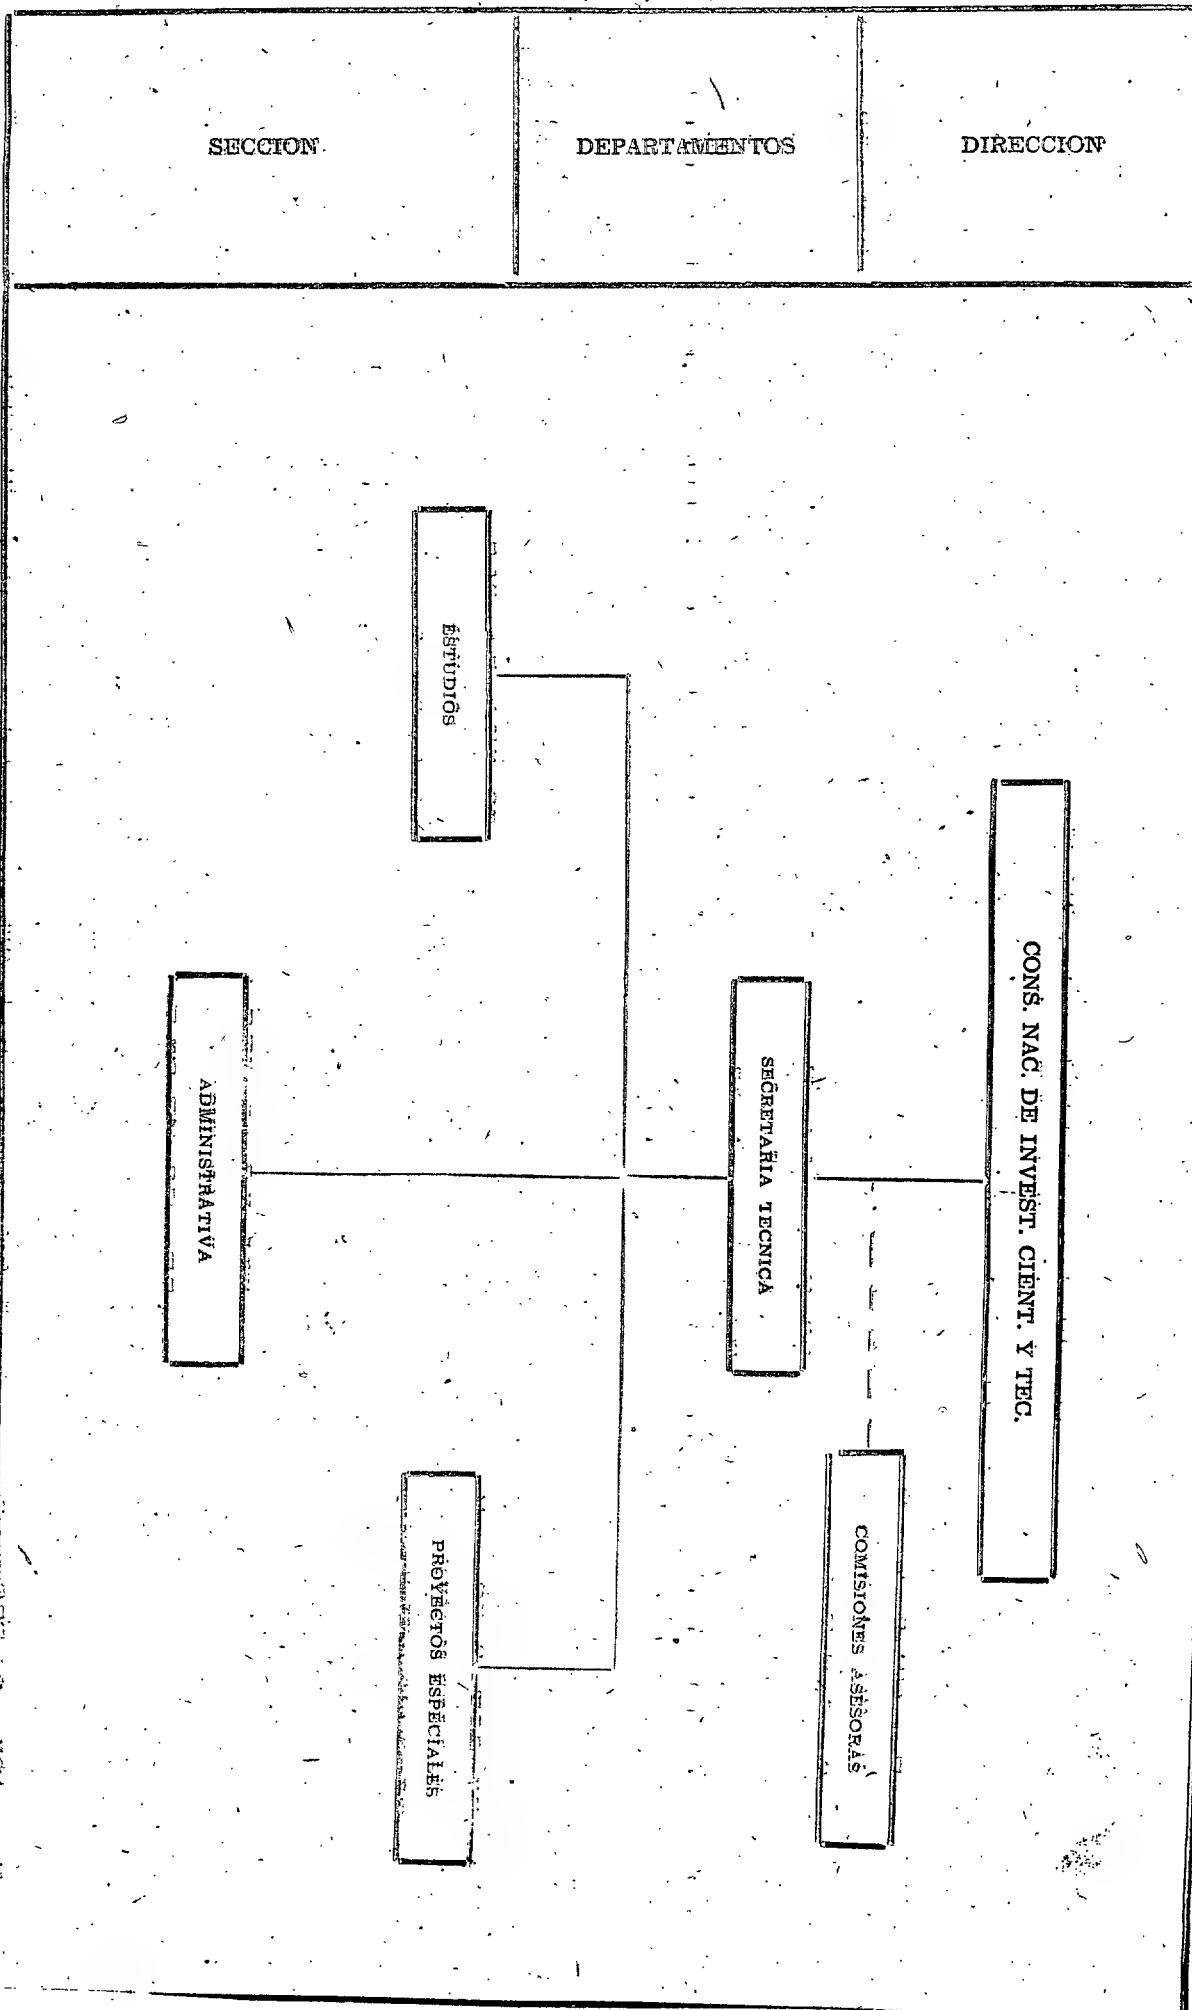 DIRECCION
DEPARTAMENTOS
SECCION
CONS. NAC. DE INVEST. CIENT. Y TEC.
COMISIONES ASESORAS
SECRETARIA TECNICA
ESTUDIOS
PROYECTOS ESPECIALES
ADMINISTRATIVA